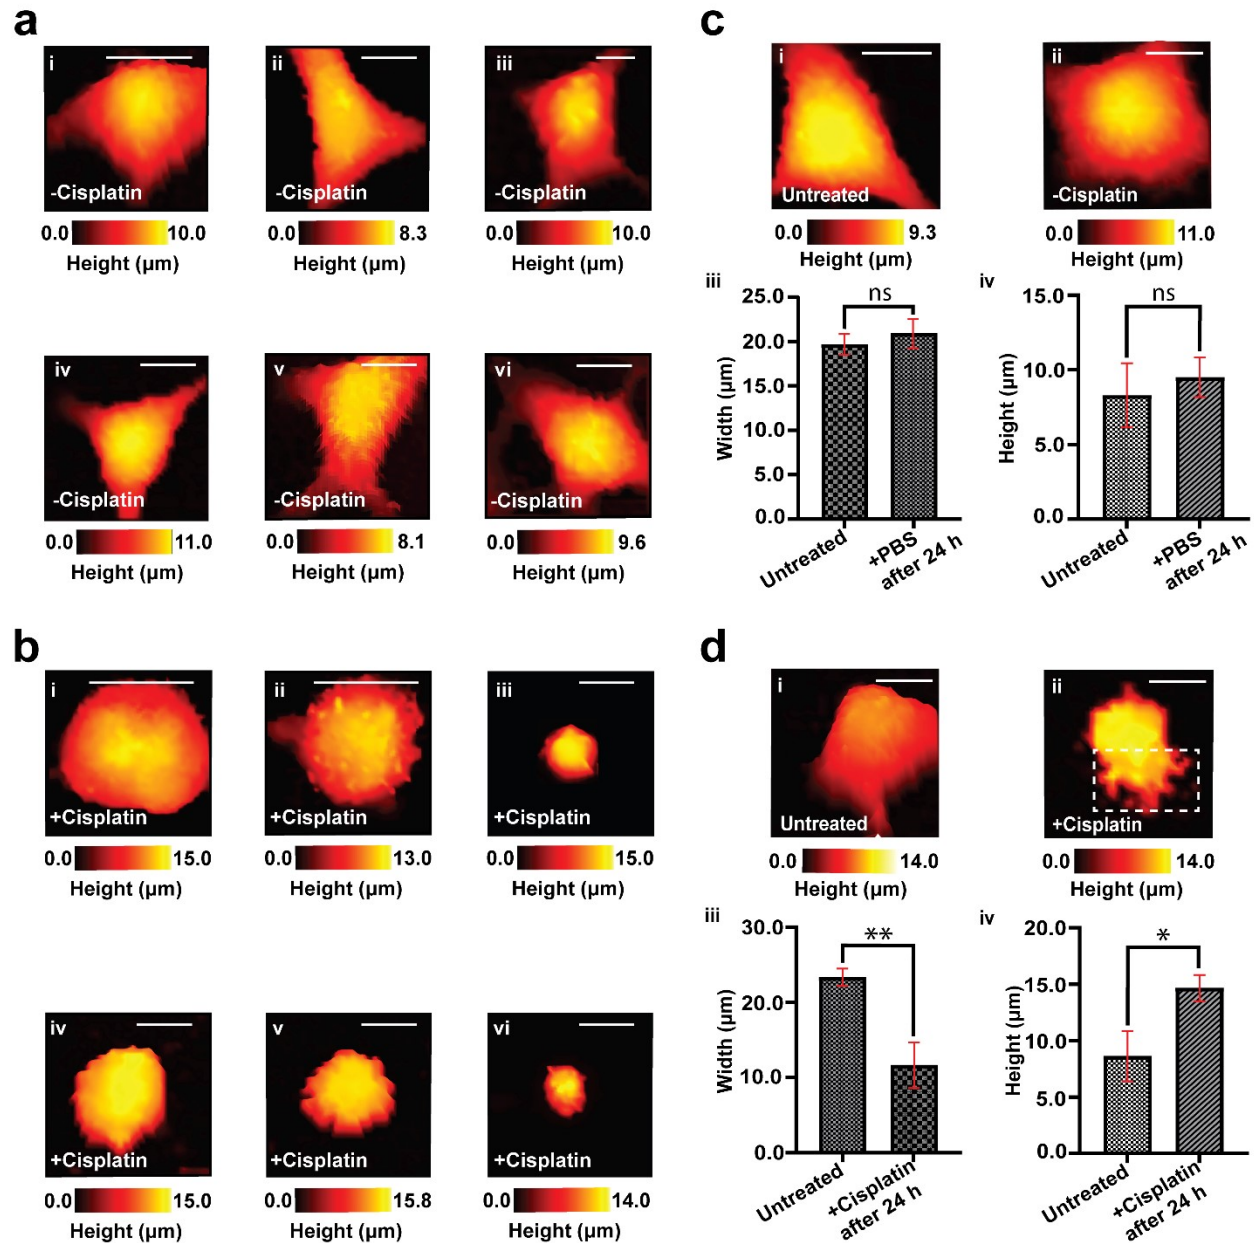 a
i
-Cisplatin
0.0 10.0
Height (µm)
ii
-Cisplatin
0.0 8.3
Height (µm)
iii
-Cisplatin
0.0 10.0
Height (µm)
iv
-Cisplatin
0.0 11.0
Height (µm)
v
-Cisplatin
0.0 8.1
Height (µm)
vi
-Cisplatin
0.0 9.6
Height (µm)
b
i
+Cisplatin
0.0 15.0
Height (µm)
ii
+Cisplatin
0.0 13.0
Height (µm)
iii
+Cisplatin
0.0 15.0
Height (µm)
iv
+Cisplatin
0.0 15.0
Height (µm)
v
+Cisplatin
0.0 15.8
Height (µm)
vi
+Cisplatin
0.0 14.0
Height (µm)
c
i
Untreated
0.0 9.3
Height (µm)
ii
-Cisplatin
0.0 11.0
Height (µm)
iii
Width (µm)
25.0
20.0
15.0
10.0
5.0
0.0
ns
Untreated
+PBS
after 24 h
iv
Height (µm)
15.0
10.0
5.0
0.0
ns
Untreated
+PBS
after 24 h
d
i
Untreated
0.0 14.0
Height (µm)
ii
+Cisplatin
0.0 14.0
Height (µm)
iii
Width (µm)
30.0
20.0
10.0
0.0
**
Untreated
+Cisplatin
after 24 h
iv
Height (µm)
20.0
15.0
10.0
5.0
0.0
*
Untreated
+Cisplatin
after 24 h